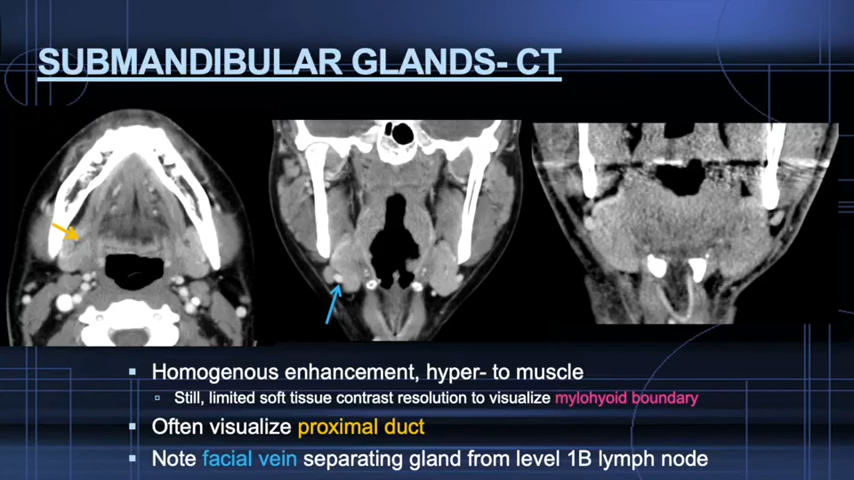 SUBMANDIBULAR GLANDS- CT
Homogenous enhancement, hyper- to muscle
Still, limited soft tissue contrast resolution to visualize mylohyoid boundary
Often visualize proximal duct
Note facial vein separating gland from level 1B lymph node